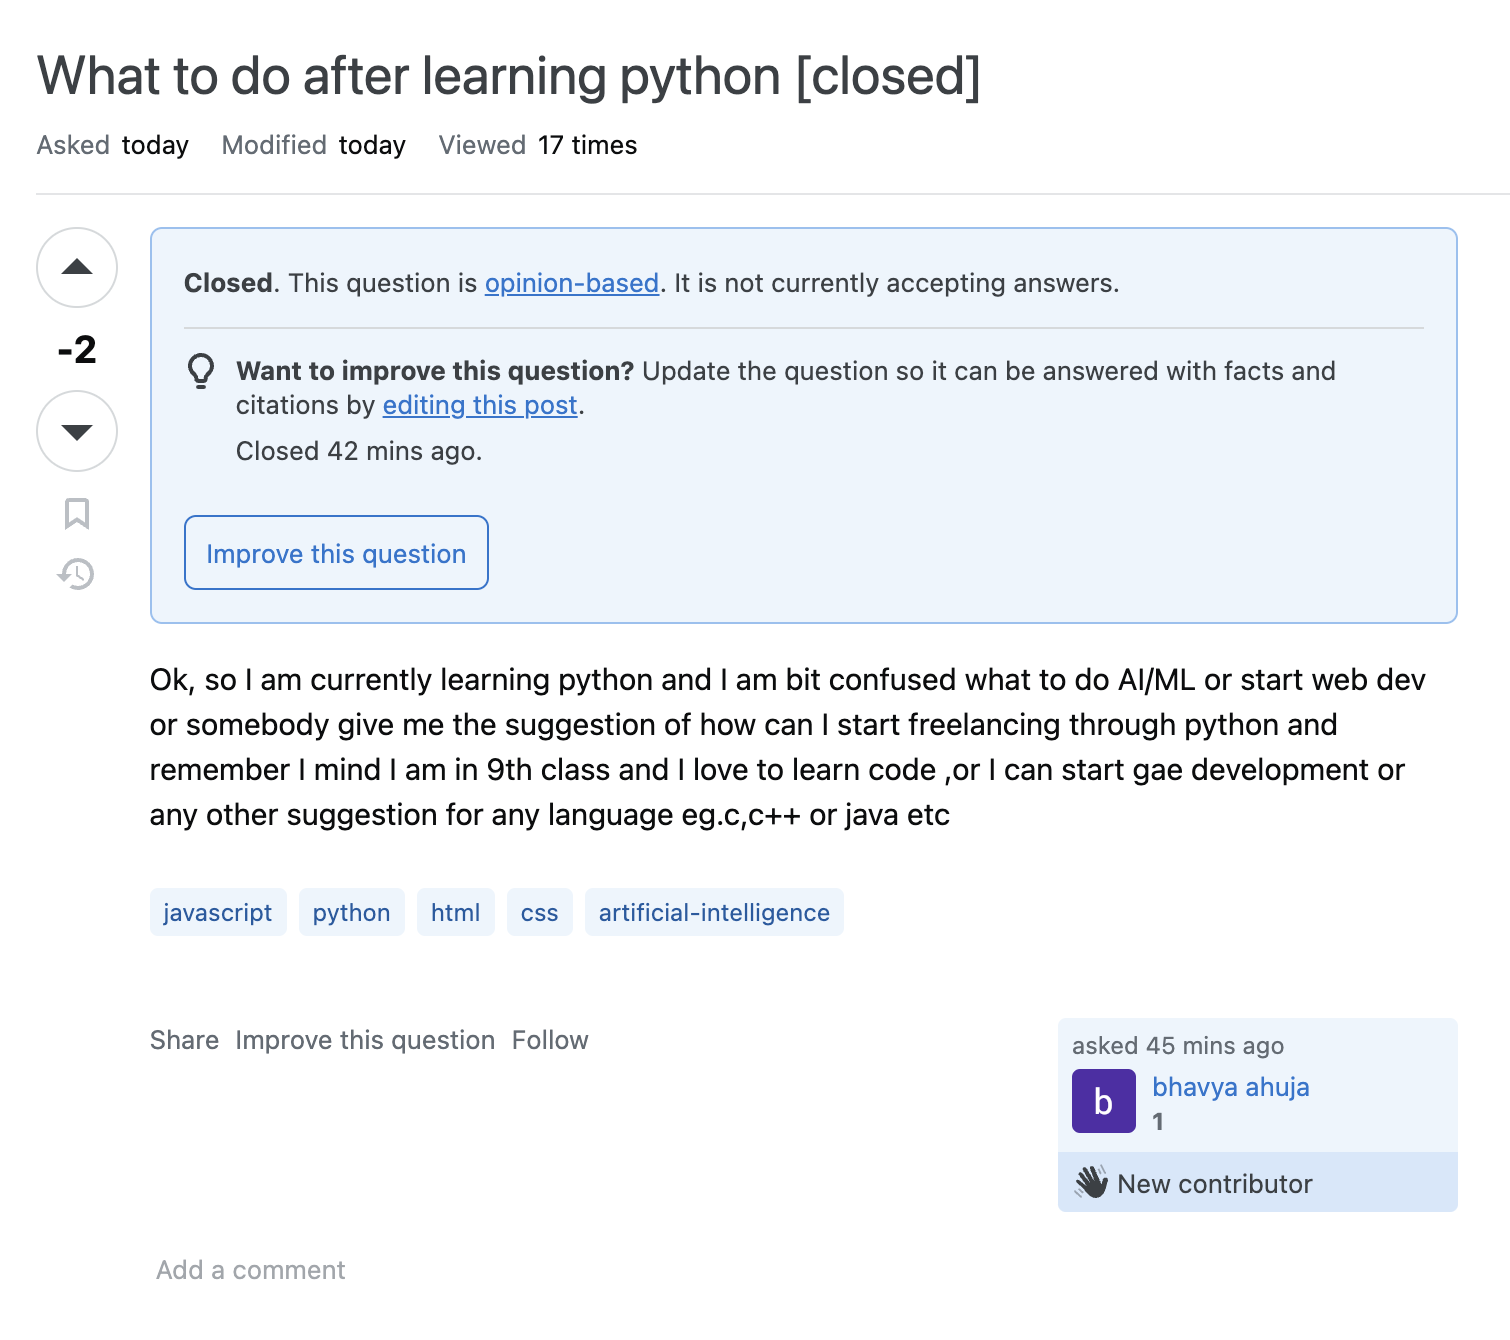 What to do after learning python [closed]
Asked today Modified today Viewed 17 times
Closed. This question is opinion-based. It is not currently accepting answers.
-2
Want to improve this question? Update the question so it can be answered with facts and
citations by editing this post.
Closed 42 mins ago.
Improve this question
Ok, so I am currently learning python and I am bit confused what to do AI/ML or start web dev
or somebody give me the suggestion of how can I start freelancing through python and
remember I mind I am in 9th class and I love to learn code ,or I can start gae development or
any other suggestion for any language eg.c,c++ or java etc
javascript python html css artificial-intelligence
Share Improve this question Follow
asked 45 mins ago
b
bhavya ahuja
1
New contributor
Add a comment